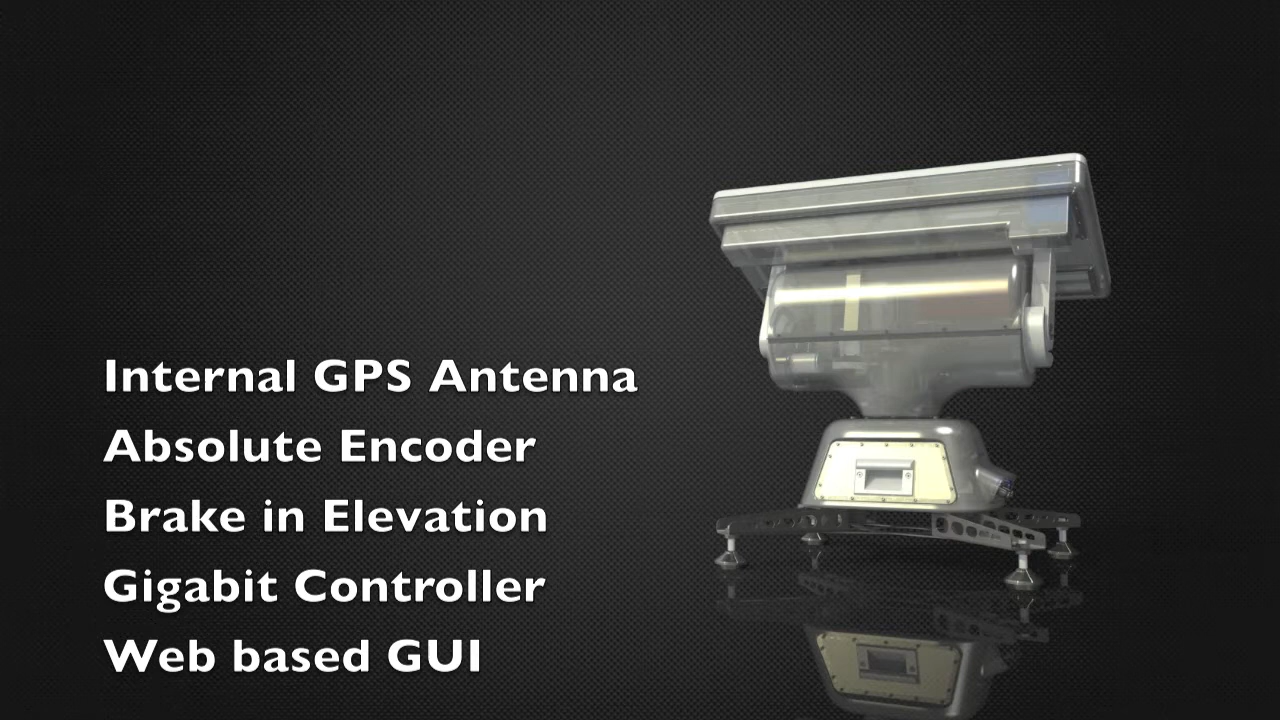 Internal GPS Antenna
Absolute Encoder
Brake in Elevation
Gigabit Controller
Web based GUI